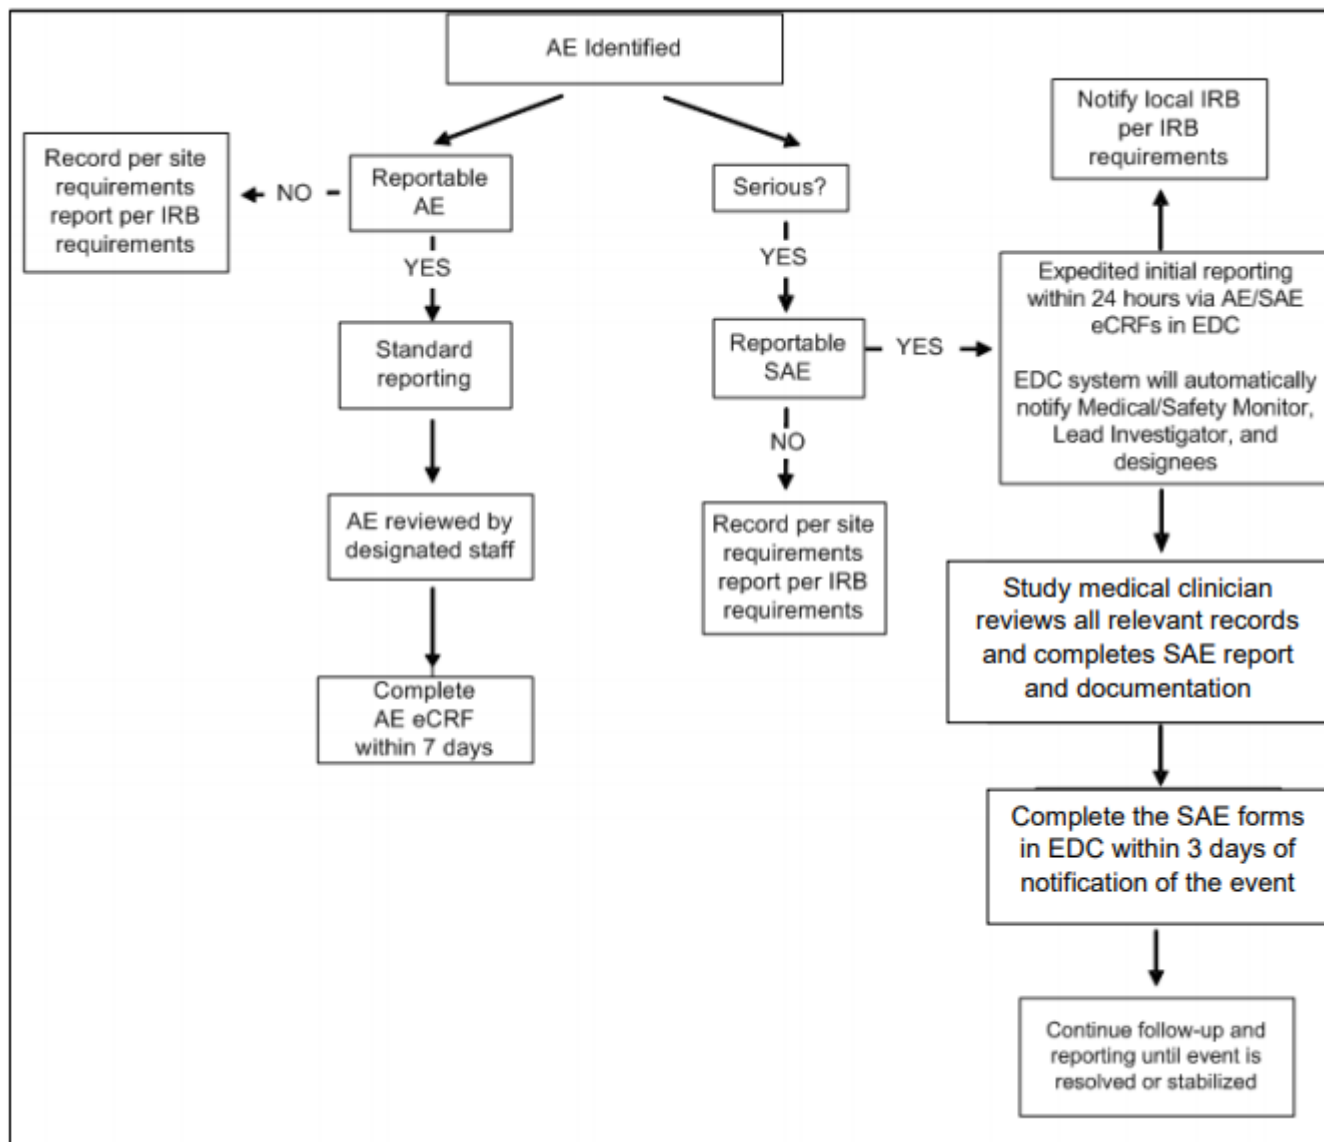 AE Identified
Record per site
requirements
report per IRB
requirements
NO
Reportable
AE
YES
Standard
reporting
AE reviewed by
designated staff
Complete
AE eCRF
within 7 days
Serious?
YES
Reportable
SAE
NO
Record per site
requirements
report per IRB
requirements
YES
Notify local IRB
per IRB
requirements
Expedited initial reporting
within 24 hours via AE/SAE
eCRFs in EDC
EDC system will automatically
notify Medical/Safety Monitor,
Lead Investigator, and
designees
Study medical clinician
reviews all relevant records
and completes SAE report
and documentation
Complete the SAE forms
in EDC within 3 days of
notification of the event
Continue follow-up and
reporting until event is
resolved or stabilized